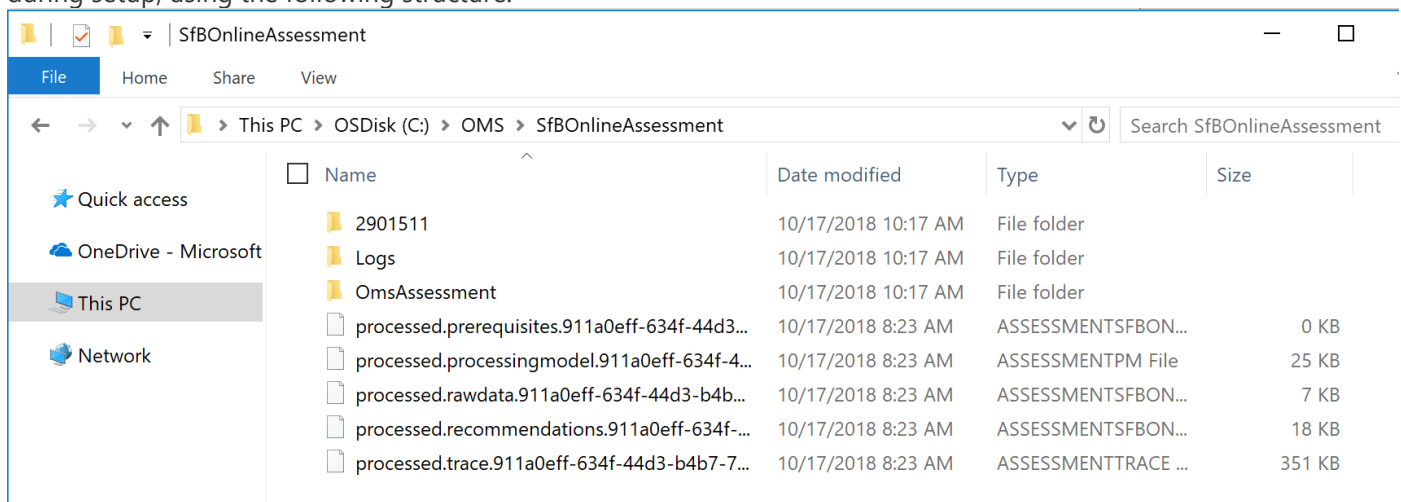 during setup, using the following structure.
SfBOnlineAssessment
File Home Share View
This PC > OSDisk (C:) > OMS > SfBOnlineAssessment Search SfBOnlineAssessment
Name Date modified Type Size
Quick access
OneDrive - Microsoft
This PC
Network
2901511 10/17/2018 10:17 AM File folder
Logs 10/17/2018 10:17 AM File folder
OmsAssessment 10/17/2018 10:17 AM File folder
processed.prerequisites.911a0eff-634f-44d3... 10/17/2018 8:23 AM ASSESSMENTSFBON... 0 KB
processed.processingmodel.911a0eff-634f-4... 10/17/2018 8:23 AM ASSESSMENTPM File 25 KB
processed.rawdata.911a0eff-634f-44d3-b4b... 10/17/2018 8:23 AM ASSESSMENTSFBON... 7 KB
processed.recommendations.911a0eff-634f-... 10/17/2018 8:23 AM ASSESSMENTSFBON... 18 KB
processed.trace.911a0eff-634f-44d3-b4b7-7... 10/17/2018 8:23 AM ASSESSMENTTRACE ... 351 KB